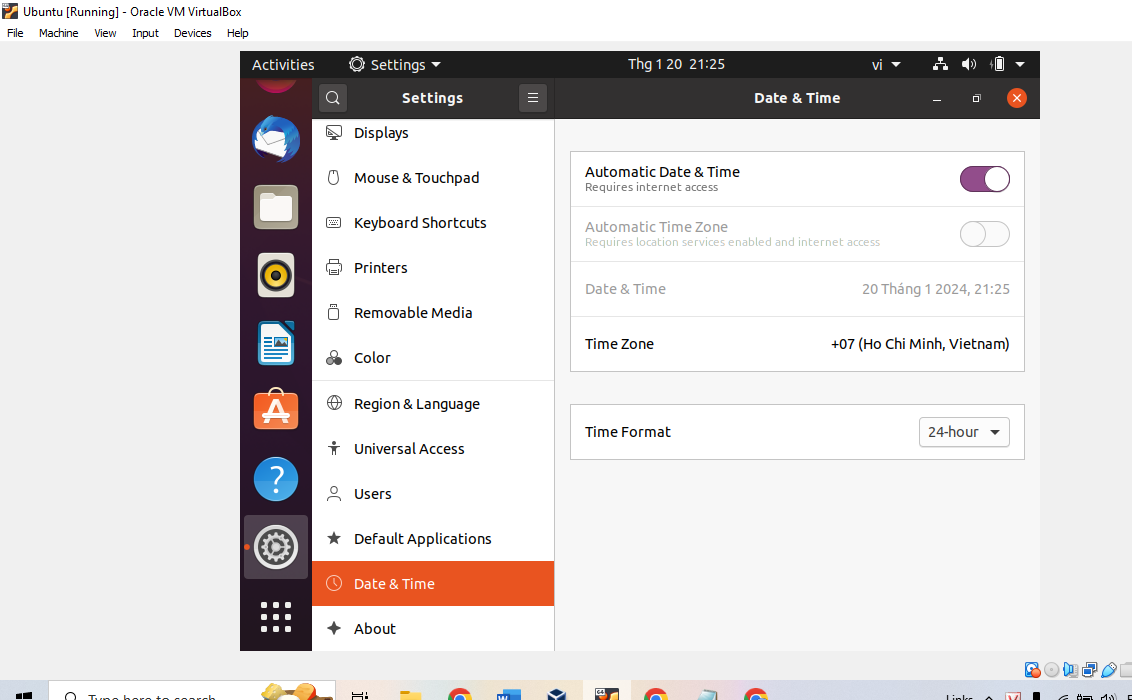 Ubuntu [Running] - Oracle VM VirtualBox
File Machine View Input Devices Help
Activities Settings Thg 1 20 21:25 vi
Settings Date & Time
Displays
Mouse & Touchpad
Keyboard Shortcuts
Printers
Removable Media
Color
Region & Language
Universal Access
Users
Default Applications
Date & Time
About
Automatic Date & Time
Requires internet access
Automatic Time Zone
Requires location services enabled and internet access
Date & Time 20 Tháng 1 2024, 21:25
Time Zone +07 (Ho Chi Minh, Vietnam)
Time Format 24-hour
Type here to search
Links